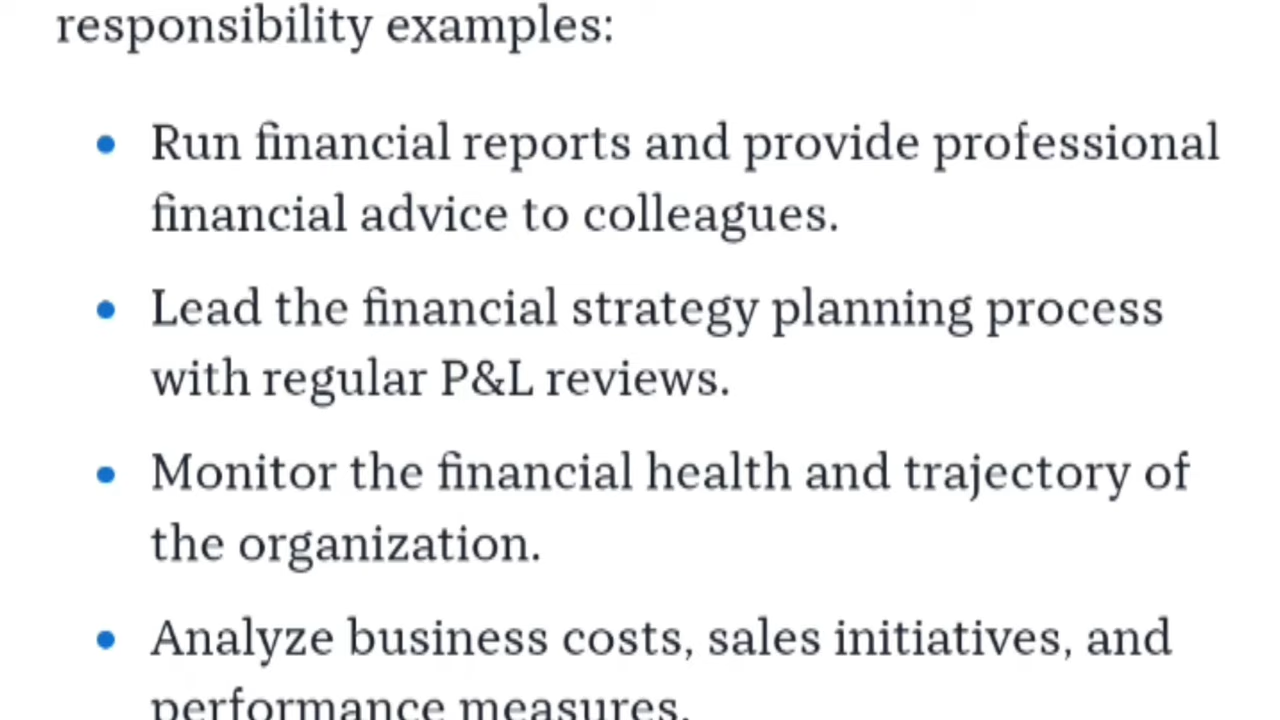 responsibility examples:
Run financial reports and provide professional
financial advice to colleagues.
Lead the financial strategy planning process
with regular P&L reviews.
Monitor the financial health and trajectory of
the organization.
Analyze business costs, sales initiatives, and
performance measures.